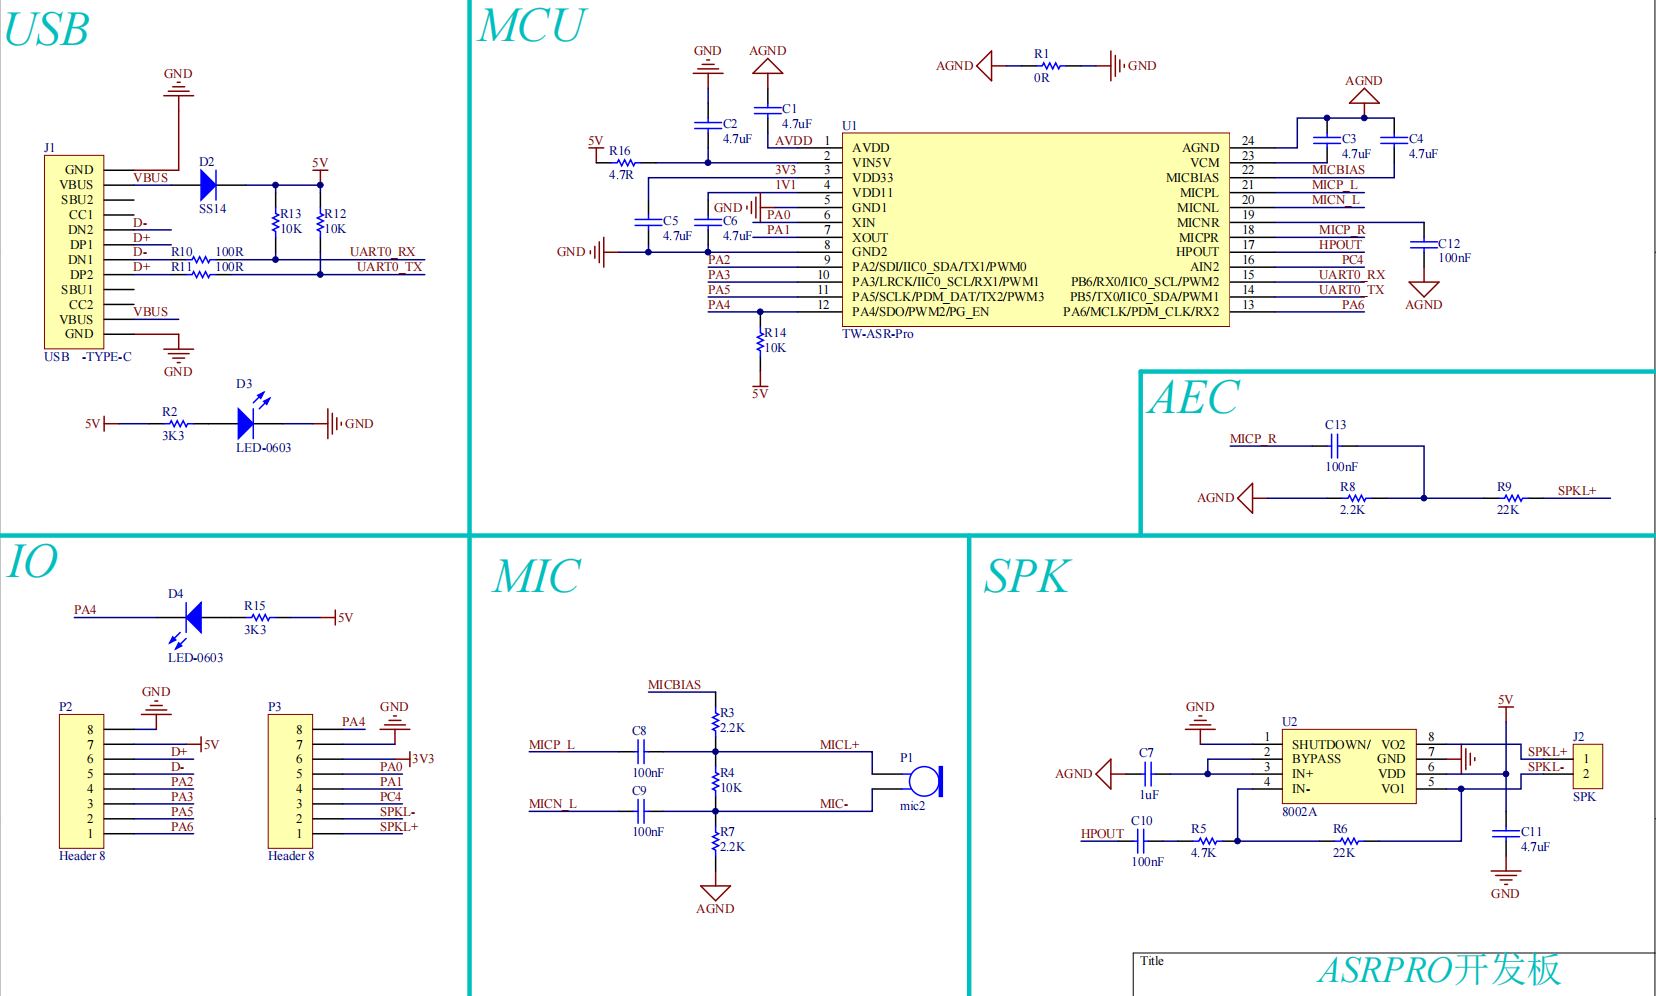 USB
GND
J1
GND
VBUS
SBU2
CC1
DN2
DP1
DN1
DP2
SBU1
CC2
VBUS
GND
USB -TYPE-C
VBUS
D-
D+
D-
D+
VBUS
D2
SS14
5V
R13
10K
R12
10K
R10 100R
R11 100R
UART0_RX
UART0_TX
GND
D3
5V
R2
3K3
LED-0603
GND
MCU
GND
AGND
C2
4.7uF
C1
4.7uF
AGND
R1
0R
GND
5V
R16
4.7R
AVDD
3V3
1V1
GND
PA0
PA1
C5
4.7uF
C6
4.7uF
GND
PA2
PA3
PA5
PA4
R14
10K
5V
U1
1 AVDD
2 VIN5V
3 VDD33
4 VDD11
5 GND1
6 XIN
7 XOUT
8 GND2
9 PA2/SDI/IIC0_SDA/TX1/PWM0
10 PA3/LRCK/IIC0_SCL/RX1/PWM1
11 PA5/SCLK/PDM_DAT/TX2/PWM3
12 PA4/SDO/PWM2/PG_EN
AGND 24
VCM 23
MICBIAS 22
MICPL 21
MICNL 20
MICNR 19
MICPR 18
HPOUT 17
AIN2 16
PB6/RX0/IIC0_SCL/PWM2 15
PB5/TX0/IIC0_SDA/PWM1 14
PA6/MCLK/PDM_CLK/RX2 13
TW-ASR-Pro
AGND
C3
4.7uF
C4
4.7uF
MICBIAS
MICP_L
MICN_L
MICP_R
HPOUT
PC4
UART0_RX
UART0_TX
PA6
C12
100nF
AGND
AEC
MICP_R
C13
100nF
AGND
R8
2.2K
R9
22K
SPKL+
IO
PA4
D4
LED-0603
R15
3K3
5V
P2
8
7
6
5
4
3
2
1
Header 8
GND
5V
D+
D-
PA2
PA3
PA5
PA6
P3
8
7
6
5
4
3
2
1
Header 8
PA4
GND
3V3
PA0
PA1
PC4
SPKL-
SPKL+
MIC
MICBIAS
R3
2.2K
MICP_L
C8
100nF
MICL+
R4
10K
P1
mic2
MICN_L
C9
100nF
MIC-
R7
2.2K
AGND
SPK
GND
AGND
C7
1uF
U2
1 SHUTDOWN/ VO2 8
2 BYPASS GND 7
3 IN+ VDD 6
4 IN- VO1 5
8002A
5V
J2
SPKL+ 1
SPKL- 2
SPK
HPOUT
C10
100nF
R5
4.7K
R6
22K
C11
4.7uF
GND
Title
ASRPRO开发板